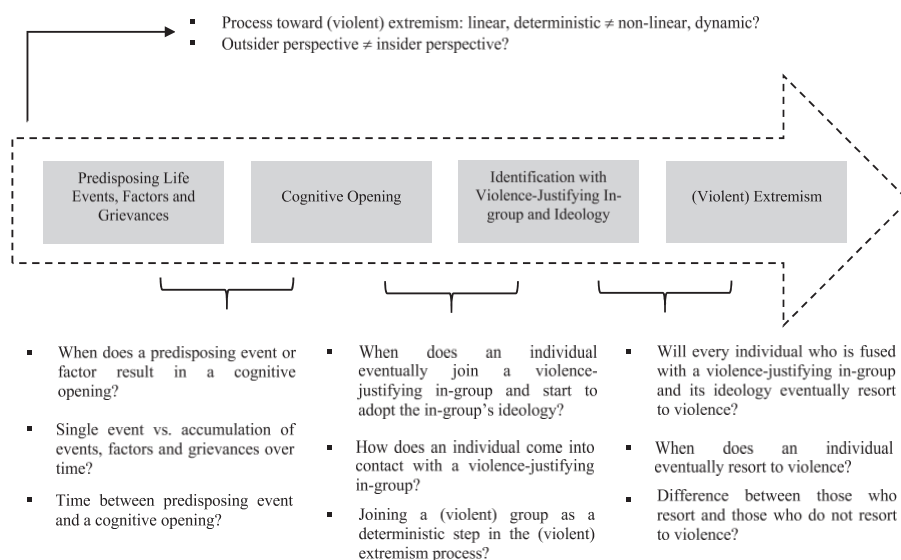 ▪ Process toward (violent) extremism: linear, deterministic ≠ non-linear, dynamic?
▪ Outsider perspective ≠ insider perspective?
Predisposing Life
Events, Factors and
Grievances
Cognitive Opening
Identification with
Violence-Justifying In-
group and Ideology
(Violent) Extremism
▪ When does a predisposing event or
factor result in a cognitive
opening?
▪ Single event vs. accumulation of
events, factors and grievances over
time?
▪ Time between predisposing event
and a cognitive opening?
▪ When does an individual
eventually join a violence-
justifying in-group and start to
adopt the in-group’s ideology?
▪ How does an individual come into
contact with a violence-justifying
in-group?
▪ Joining a (violent) group as a
deterministic step in the (violent)
extremism process?
▪ Will every individual who is fused
with a violence-justifying in-group
and its ideology eventually resort
to violence?
▪ When does an individual
eventually resort to violence?
▪ Difference between those who
resort and those who do not resort
to violence?